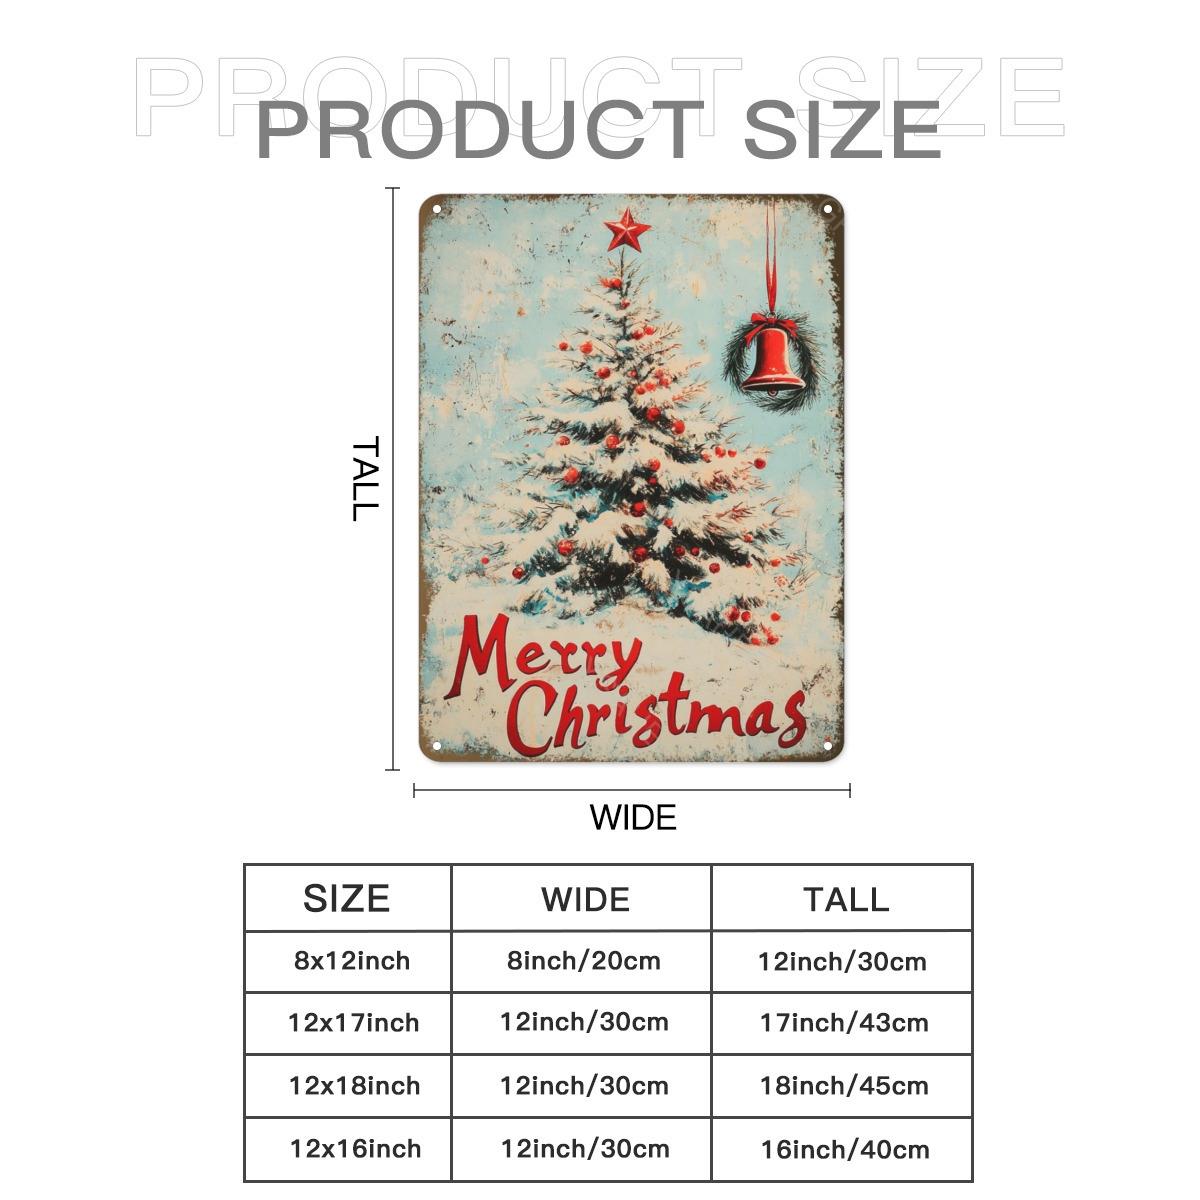 PRODUCT SIZE
PRODUCT SIZE
TALL
Merry
Christmas
WIDE
SIZE WIDE TALL
8x12inch 8inch/20cm 12inch/30cm
12x17inch 12inch/30cm 17inch/43cm
12x18inch 12inch/30cm 18inch/45cm
12x16inch 12inch/30cm 16inch/40cm